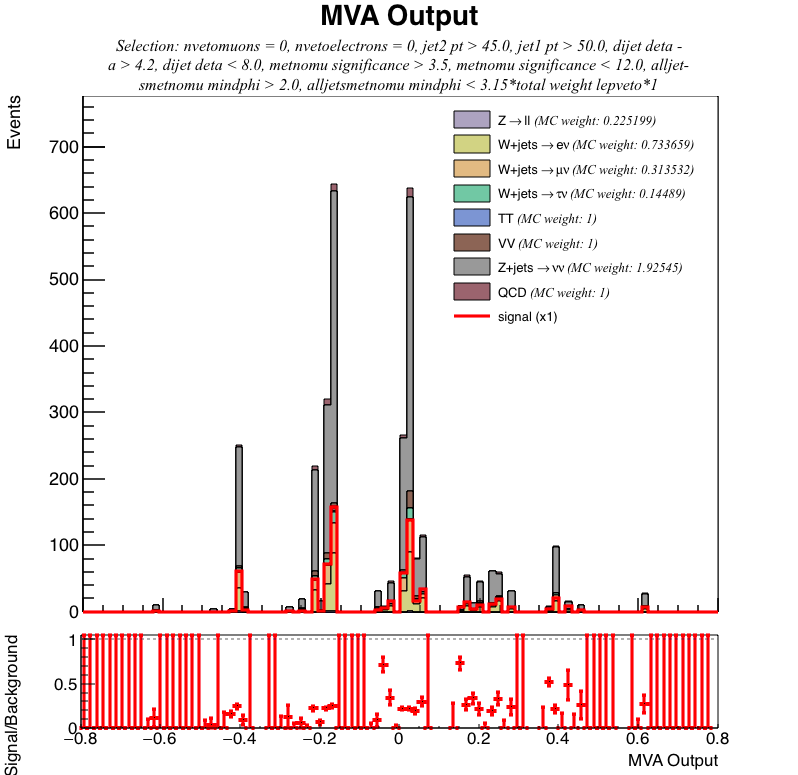 MVA Output
Selection: nvetomuons = 0, nvetoelectrons = 0, jet2 pt > 45.0, jet1 pt > 50.0, dijet deta -
a > 4.2, dijet deta < 8.0, metnomu significance > 3.5, metnomu significance < 12.0, alljet-
smetnomu mindphi > 2.0, alljetsmetnomu mindphi < 3.15*total weight lepveto*1
Events
700
600
500
400
300
200
100
0
Z→ll (MC weight: 0.225199)
W+jets→eν (MC weight: 0.733659)
W+jets→μν (MC weight: 0.313532)
W+jets→τν (MC weight: 0.14489)
TT (MC weight: 1)
VV (MC weight: 1)
Z+jets→νν (MC weight: 1.92545)
QCD (MC weight: 1)
signal (x1)
Signal/Background
1
0.5
0
−0.8 −0.6 −0.4 −0.2 0 0.2 0.4 0.6 0.8
MVA Output